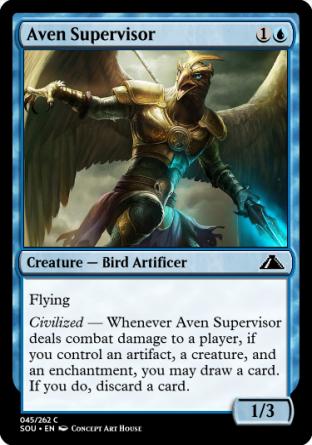 Aven Supervisor 1
Creature — Bird Artificer
Flying
Civilized — Whenever Aven Supervisor
deals combat damage to a player, if
you control an artifact, a creature, and
an enchantment, you may draw a card.
If you do, discard a card.
1/3
045/262 C
SOU • EN Concept Art House